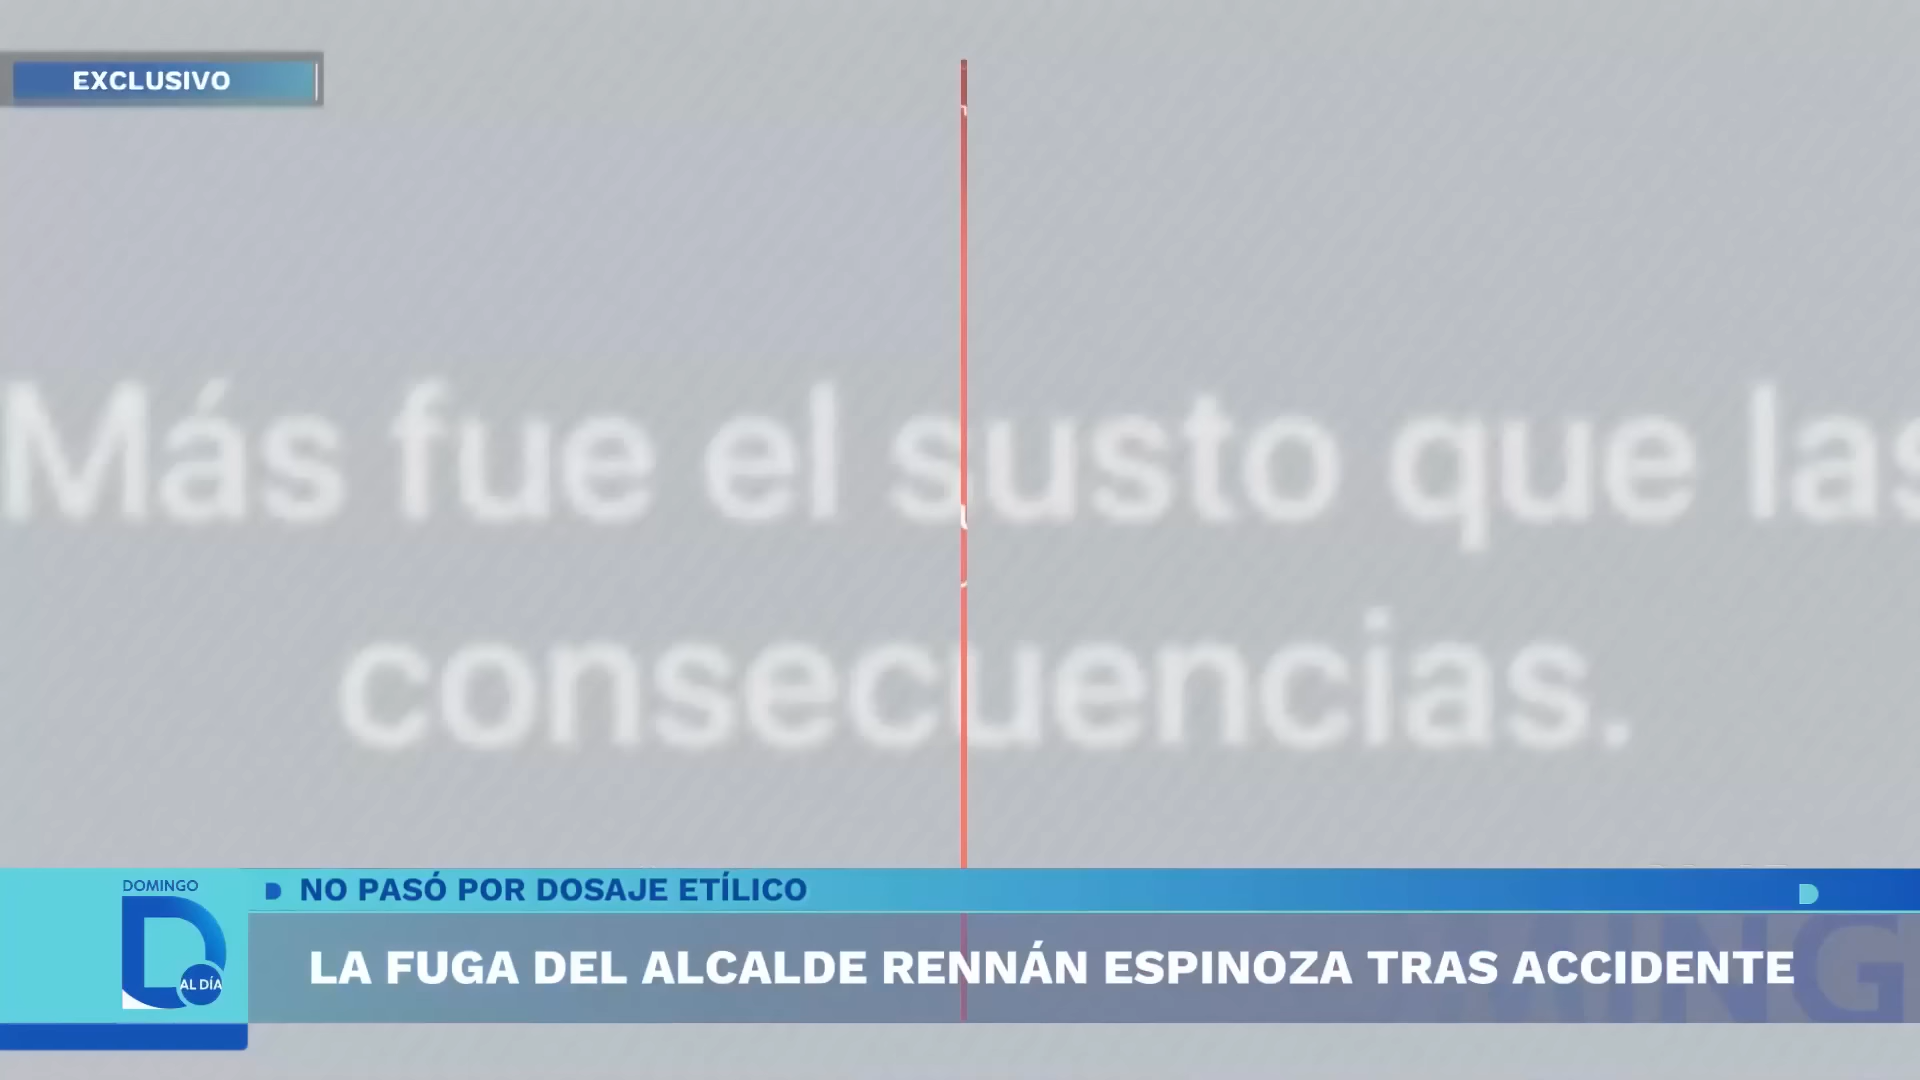 EXCLUSIVO
Más fue el susto que las
consecuencias.
DOMINGO
D
AL DÍA
NO PASÓ POR DOSAJE ETÍLICO
LA FUGA DEL ALCALDE RENNÁN ESPINOZA TRAS ACCIDENTE